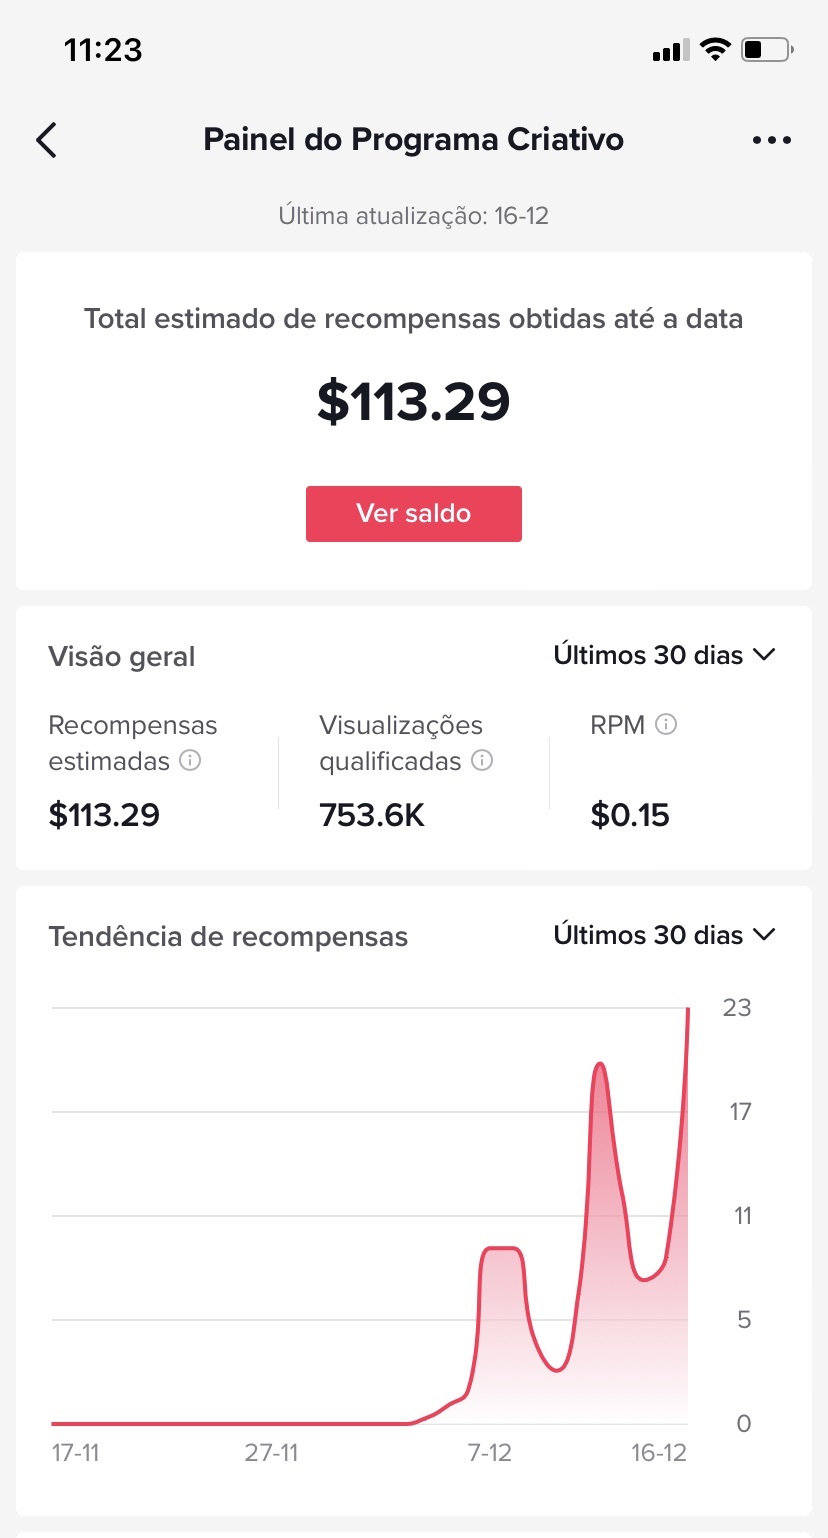 11:23
Painel do Programa Criativo
Última atualização: 16-12
Total estimado de recompensas obtidas até a data
$113.29
Ver saldo
Visão geral
Últimos 30 dias
Recompensas
estimadas
$113.29
Visualizações
qualificadas
753.6K
RPM
$0.15
Tendência de recompensas
Últimos 30 dias
23
17
11
5
0
17-11
27-11
7-12
16-12